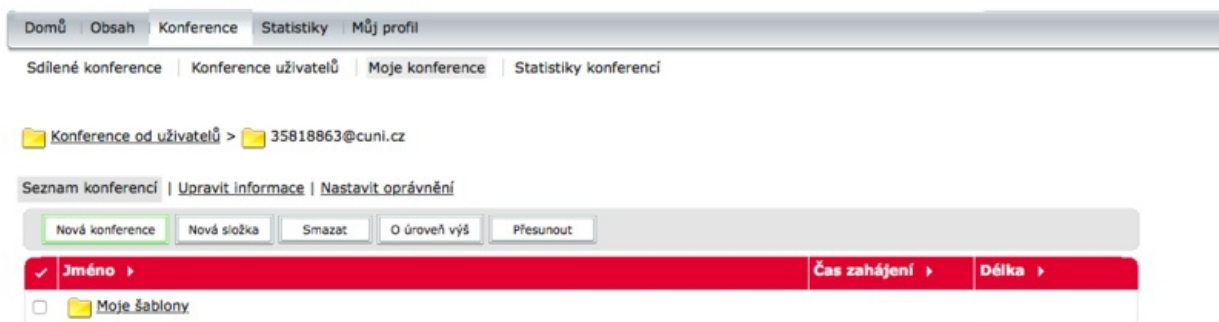 Domů Obsah Konference Statistiky Můj profil
Sdílené konference Konference uživatelů Moje konference Statistiky konferencí
Konference od uživatelů > 35818863@cuni.cz
Seznam konferencí | Upravit informace | Nastavit oprávnění
Nová konference Nová složka Smazat O úroveň výš Přesunout
Jméno Čas zahájení Délka
Moje šablony